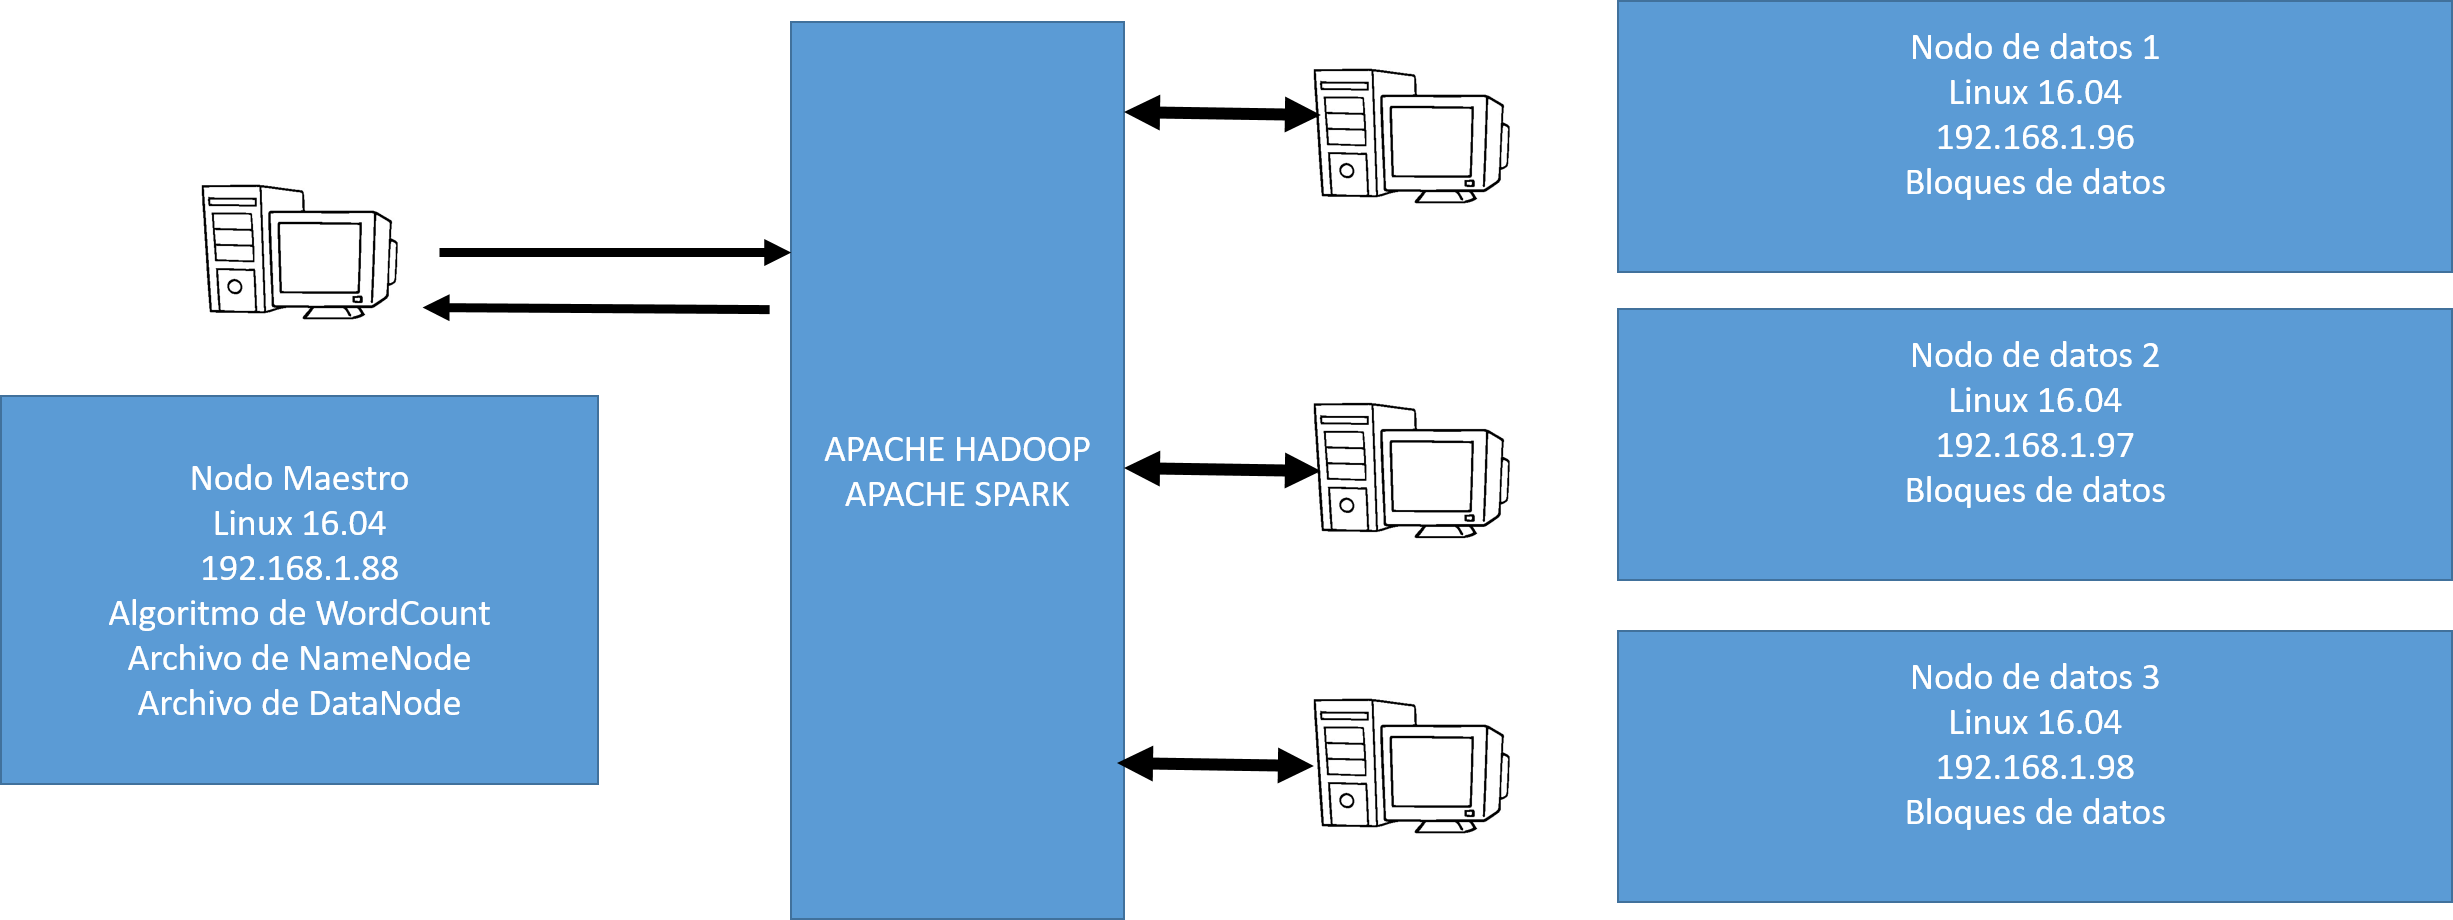 Nodo Maestro
Linux 16.04
192.168.1.88
Algoritmo de WordCount
Archivo de NameNode
Archivo de DataNode
APACHE HADOOP
APACHE SPARK
Nodo de datos 1
Linux 16.04
192.168.1.96
Bloques de datos
Nodo de datos 2
Linux 16.04
192.168.1.97
Bloques de datos
Nodo de datos 3
Linux 16.04
192.168.1.98
Bloques de datos